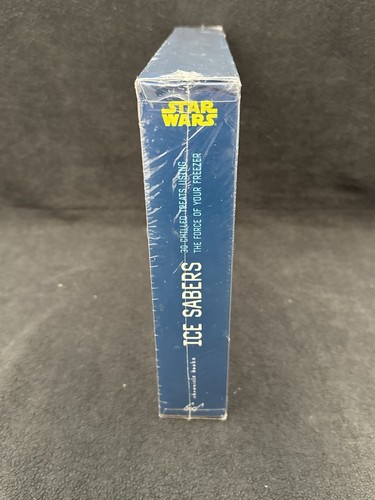 STAR
WARS
ICE SABERS
30 CHILLED TREATS USING
THE FORCE OF YOUR FREEZER
chronicle books